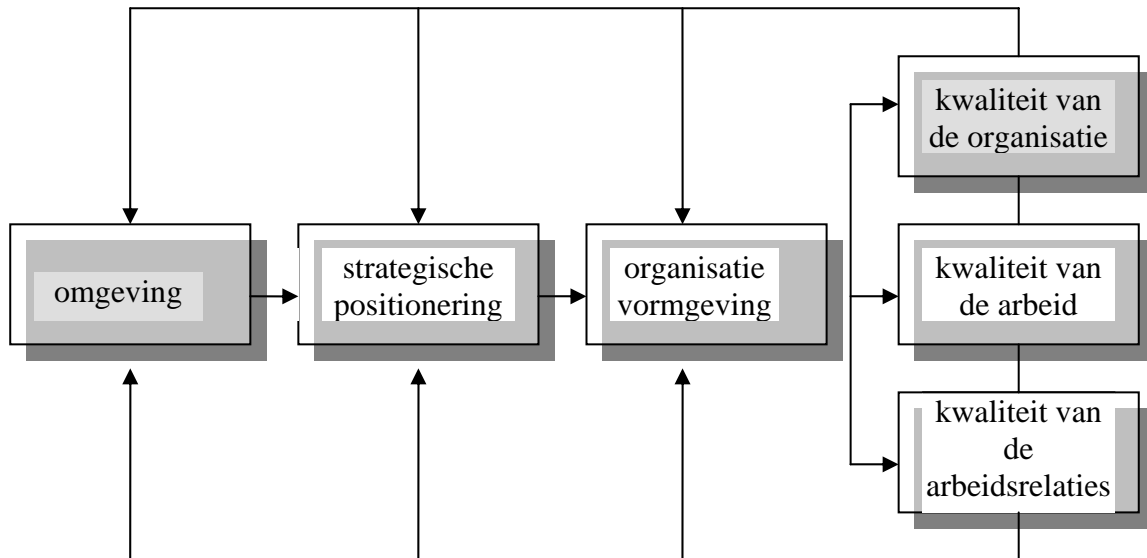 omgeving
strategische
positionering
organisatie
vormgeving
kwaliteit van
de organisatie
kwaliteit van
de arbeid
kwaliteit van
de
arbeidsrelaties